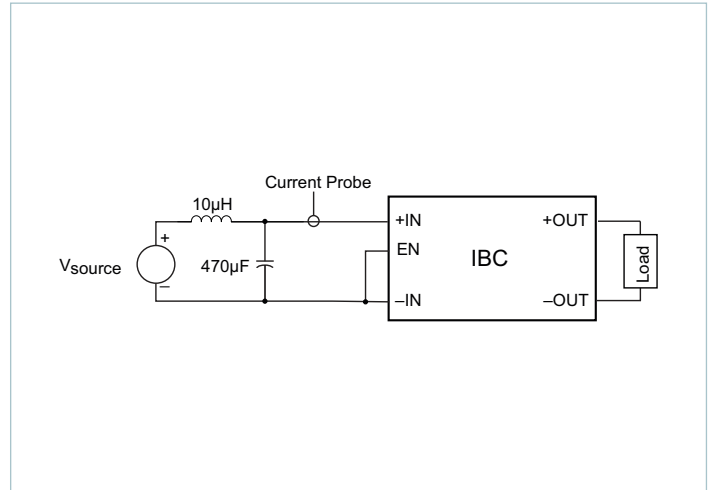 Current Probe
10µH
+IN
+OUT
+
EN
IBC
Load
Vsource
470µF
–
–IN
–OUT